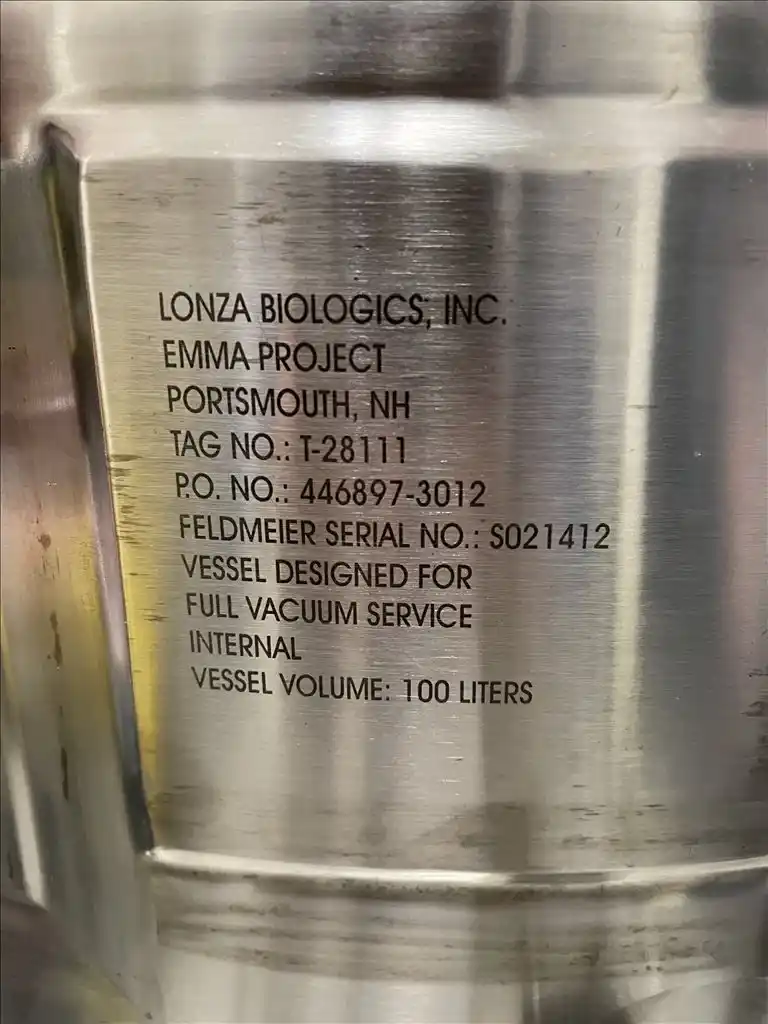 LONZA BIOLOGICS, INC.
EMMA PROJECT
PORTSMOUTH, NH
TAG NO.: T-28111
P.O. NO.: 446897-3012
FELDMEIER SERIAL NO.: S021412
VESSEL DESIGNED FOR
FULL VACUUM SERVICE
INTERNAL
VESSEL VOLUME: 100 LITERS